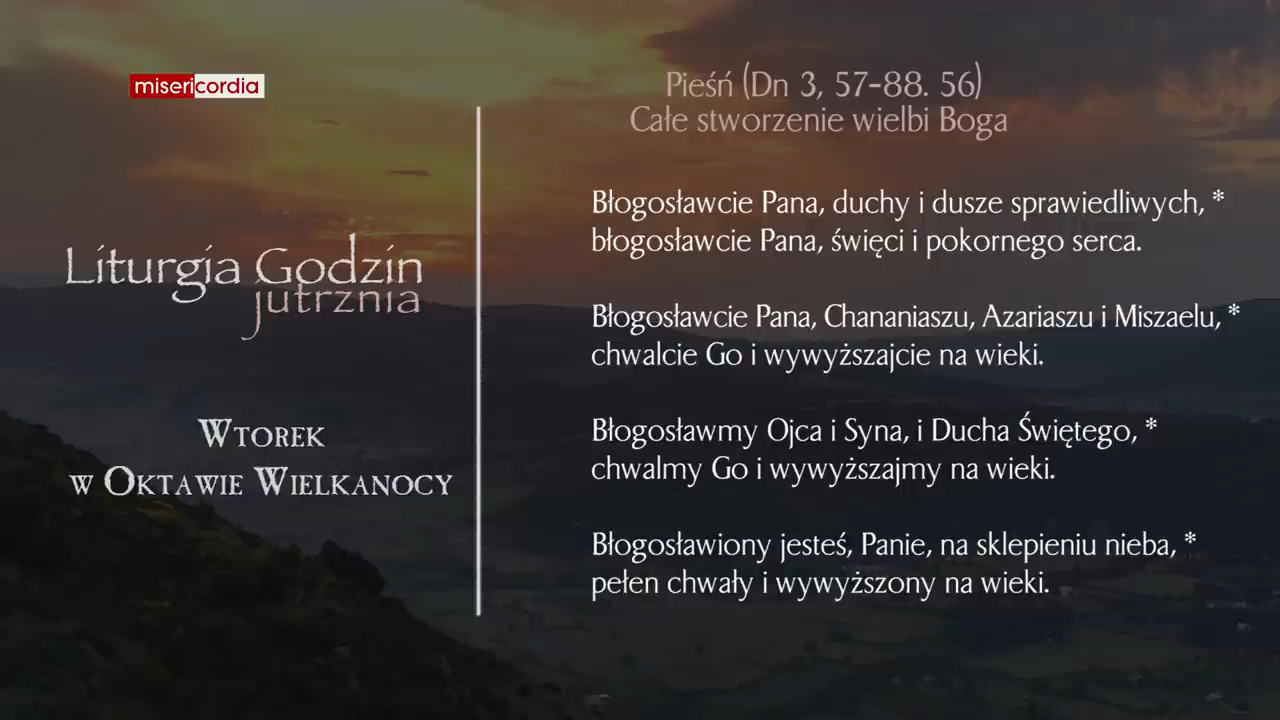 misericordia
Liturgia Godzin
jutrznia
Wtorek
w Oktawie Wielkanocy
Pieśń (Dn 3, 57-88. 56)
Całe stworzenie wielbi Boga
Błogosławcie Pana, duchy i dusze sprawiedliwych, *
błogosławcie Pana, święci i pokornego serca.
Błogosławcie Pana, Chananiaszu, Azariaszu i Miszaelu, *
chwalcie Go i wywyższajcie na wieki.
Błogosławmy Ojca i Syna, i Ducha Świętego, *
chwalmy Go i wywyższajmy na wieki.
Błogosławiony jesteś, Panie, na sklepieniu nieba, *
pełen chwały i wywyższony na wieki.